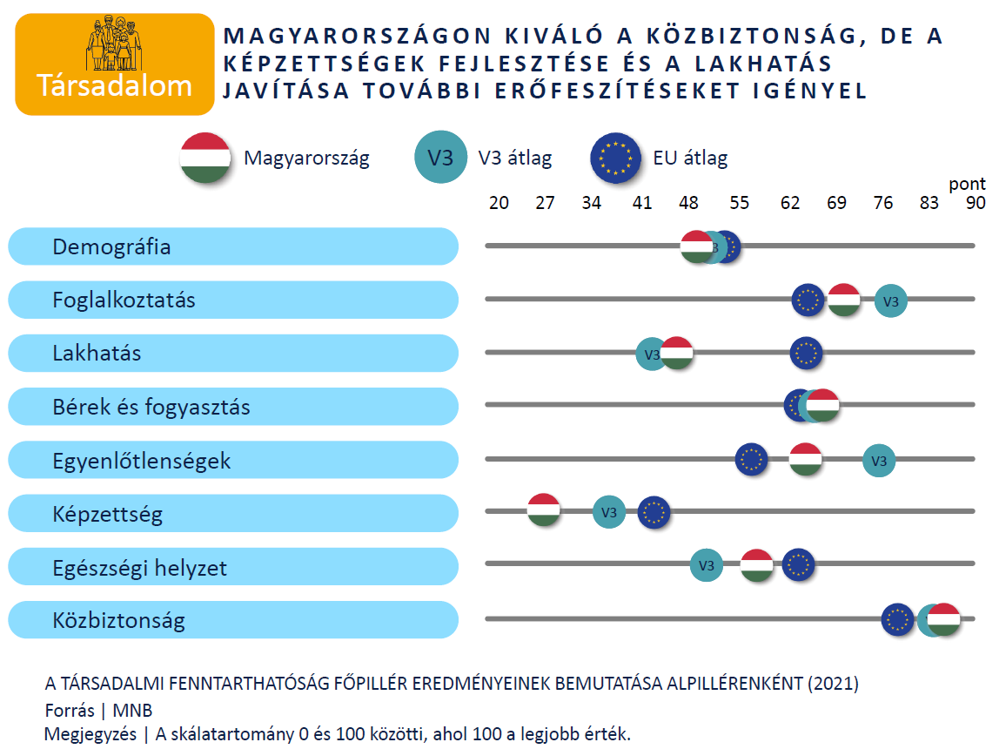 Társadalom
MAGYARORSZÁGON KIVÁLÓ A KÖZBIZTONSÁG, DE A
KÉPZETTSÉGEK FEJLESZTÉSE ÉS A LAKHATÁS
JAVÍTÁSA TOVÁBBI ERŐFESZÍTÉSEKET IGÉNYEL
Magyarország V3 V3 átlag EU átlag
pont
20 27 34 41 48 55 62 69 76 83 90
Demográfia 3
Foglalkoztatás V3
Lakhatás V3
Bérek és fogyasztás
Egyenlőtlenségek V3
Képzettség V3
Egészségi helyzet V3
Közbiztonság
A TÁRSADALMI FENNTARTHATÓSÁG FŐPILLÉR EREDMÉNYEINEK BEMUTATÁSA ALPILLÉRENKÉNT (2021)
Forrás | MNB
Megjegyzés | A skálatartomány 0 és 100 közötti, ahol 100 a legjobb érték.